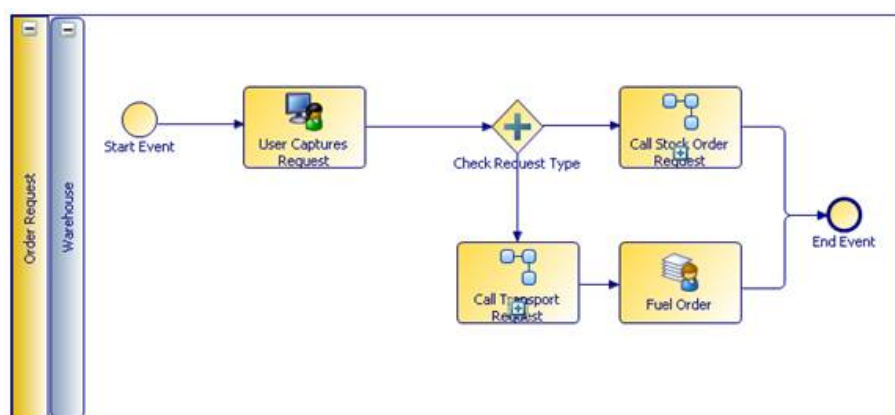 Order Request
Warehouse
Start Event
User Captures
Request
Check Request Type
Call Stock Order
Request
Call Transport
Request
Fuel Order
End Event